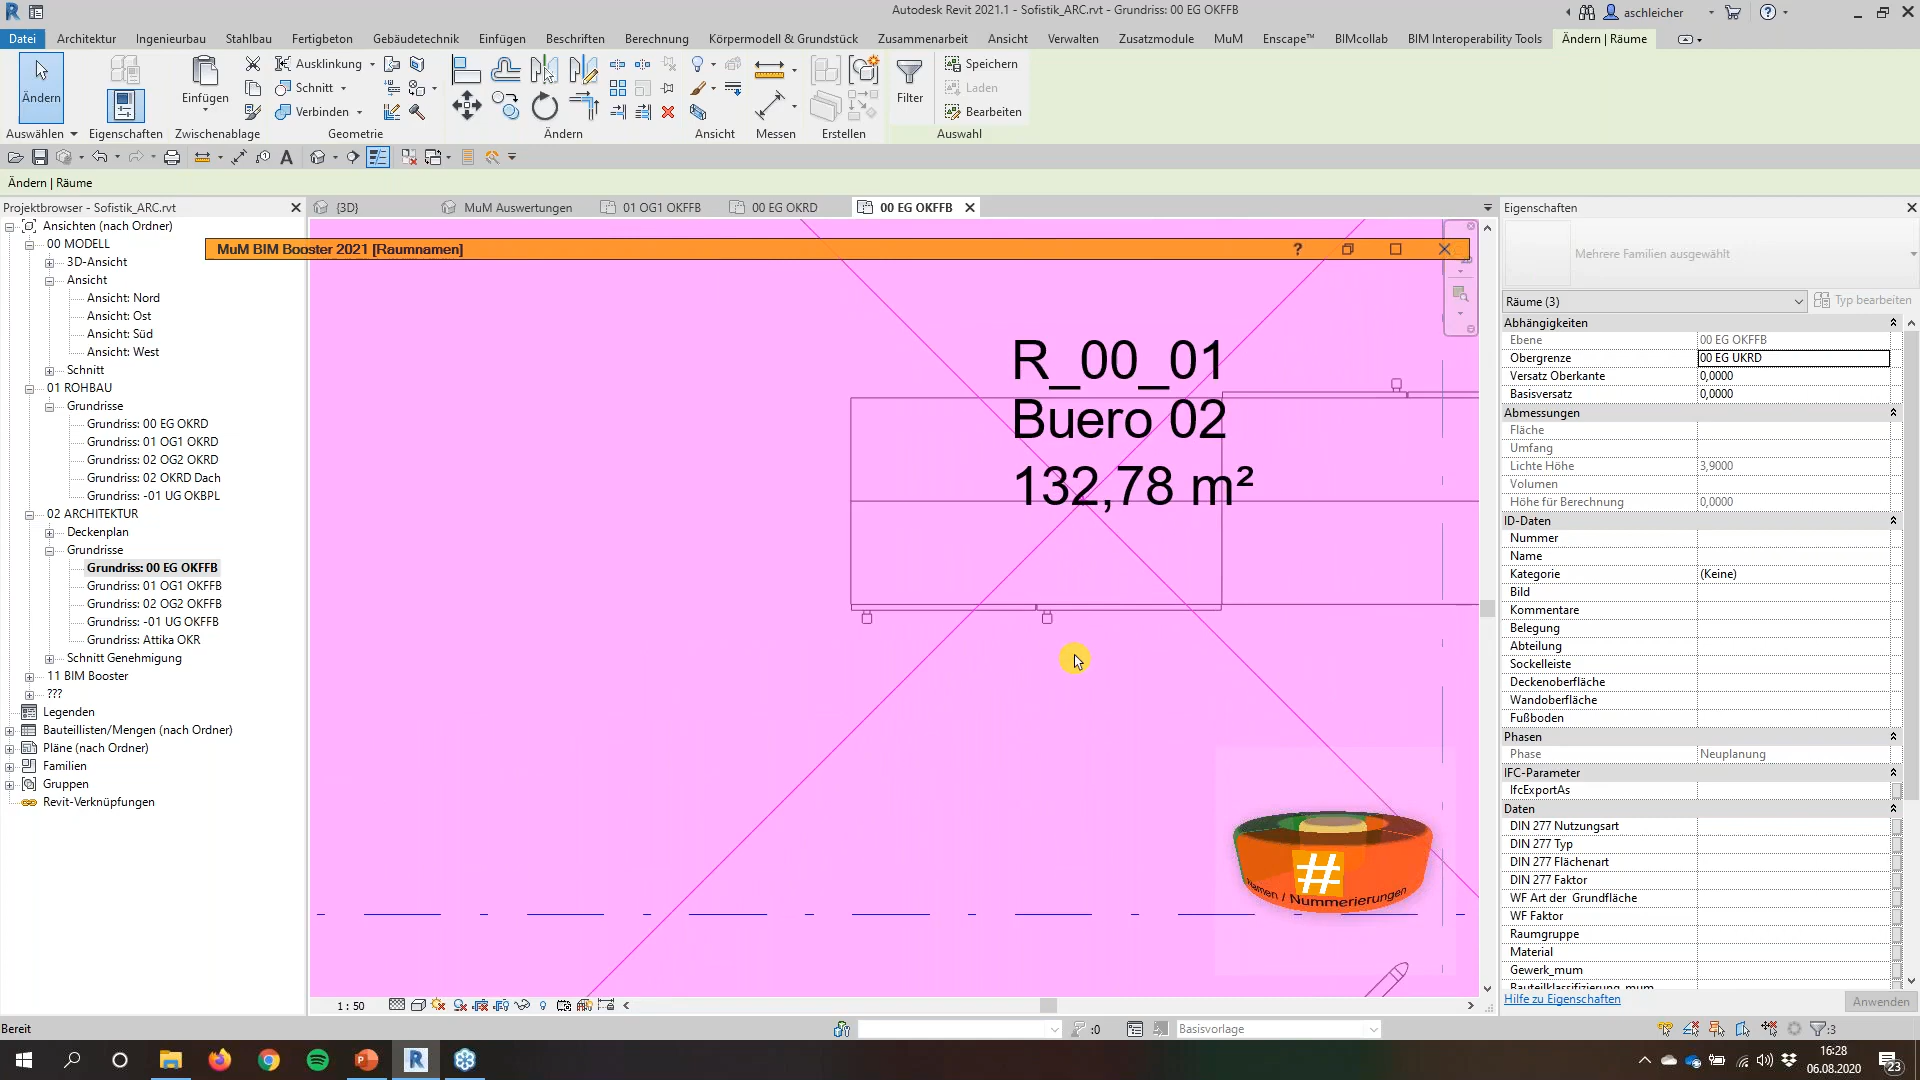 Autodesk Revit 2021.1 - Sofistik_ARC.rvt - Grundriss: 00 EG OKFFB
aschleicher
Datei Architektur Ingenieurbau Stahlbau Fertigbeton Gebäudetechnik Einfügen Beschriften Berechnung Körpermodell & Grundstück Zusammenarbeit Ansicht Verwalten Zusatzmodule MuM Enscape™ BIMcollab BIM Interoperability Tools Ändern | Räume
Ändern
Einfügen
Ausklinkung
Schnitt
Verbinden
Filter
Speichern
Laden
Bearbeiten
Auswählen Eigenschaften Zwischenablage Geometrie Ändern Ansicht Messen Erstellen Auswahl
Ändern | Räume
Projektbrowser - Sofistik_ARC.rvt
{3D} MuM Auswertungen 01 OG1 OKFFB 00 EG OKRD 00 EG OKFFB
MuM BIM Booster 2021 [Raumnamen]
Ansichten (nach Ordner)
00 MODELL
3D-Ansicht
Ansicht
Ansicht: Nord
Ansicht: Ost
Ansicht: Süd
Ansicht: West
Schnitt
01 ROHBAU
Grundrisse
Grundriss: 00 EG OKRD
Grundriss: 01 OG1 OKRD
Grundriss: 02 OG2 OKRD
Grundriss: 02 OKRD Dach
Grundriss: -01 UG OKBPL
02 ARCHITEKTUR
Deckenplan
Grundrisse
Grundriss: 00 EG OKFFB
Grundriss: 01 OG1 OKFFB
Grundriss: 02 OG2 OKFFB
Grundriss: -01 UG OKFFB
Grundriss: Attika OKR
Schnitt Genehmigung
11 BIM Booster
???
Legenden
Bauteillisten/Mengen (nach Ordner)
Pläne (nach Ordner)
Familien
Gruppen
Revit-Verknüpfungen
R_00_01
Buero 02
132,78 m²
#
Namen / Nummerierungen
Eigenschaften
Mehrere Familien ausgewählt
Räume (3) Typ bearbeiten
Abhängigkeiten
Ebene 00 EG OKFFB
Obergrenze 00 EG UKRD
Versatz Oberkante 0,0000
Basisversatz 0,0000
Abmessungen
Fläche
Umfang
Lichte Höhe 3,9000
Volumen
Höhe für Berechnung 0,0000
ID-Daten
Nummer
Name
Kategorie (Keine)
Bild
Kommentare
Belegung
Abteilung
Sockelleiste
Deckenoberfläche
Wandoberfläche
Fußboden
Phasen
Phase Neuplanung
IFC-Parameter
IfcExportAs
Daten
DIN 277 Nutzungsart
DIN 277 Typ
DIN 277 Flächenart
DIN 277 Faktor
WF Art der Grundfläche
WF Faktor
Raumgruppe
Material
Gewerk_mum
Bauteilklassifizierung_mum
Hilfe zu Eigenschaften Anwenden
1 : 50
Bereit
:0
Basisvorlage
:3
16:28
06.08.2020
23